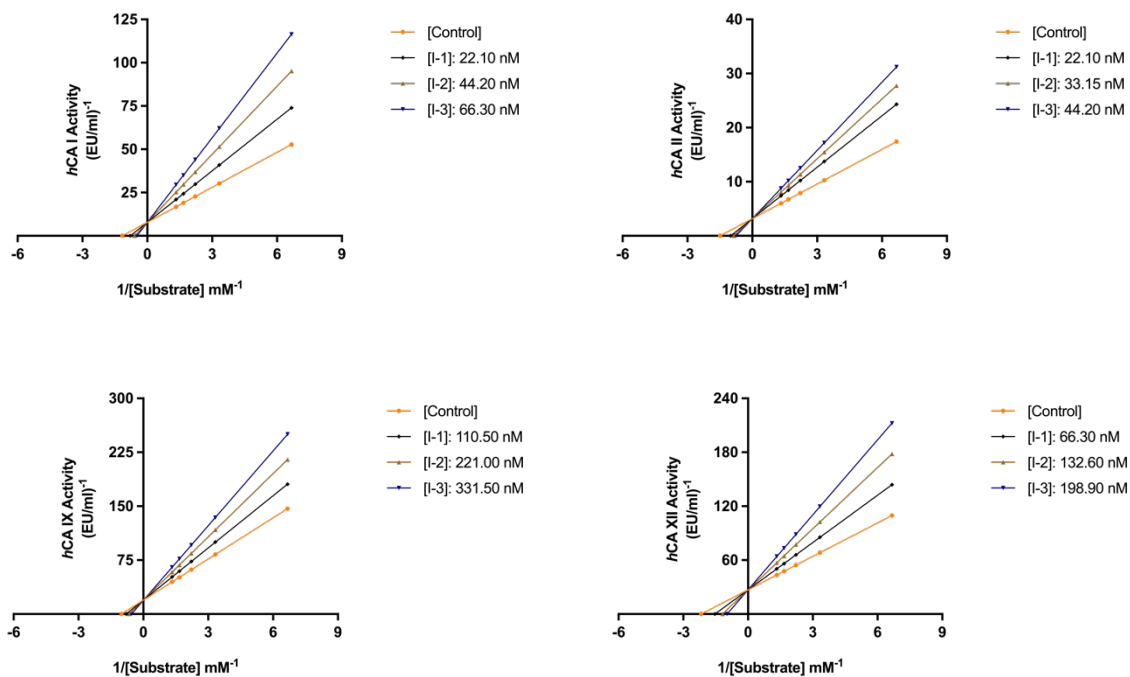 hCA I Activity
(EU/ml)⁻¹
125
100
75
50
25
-6 -3 0 3 6 9
1/[Substrate] mM⁻¹
[Control]
[I-1]: 22.10 nM
[I-2]: 44.20 nM
[I-3]: 66.30 nM
hCA II Activity
(EU/ml)⁻¹
40
30
20
10
-6 -3 0 3 6 9
1/[Substrate] mM⁻¹
[Control]
[I-1]: 22.10 nM
[I-2]: 33.15 nM
[I-3]: 44.20 nM
hCA IX Activity
(EU/ml)⁻¹
300
225
150
75
-6 -3 0 3 6 9
1/[Substrate] mM⁻¹
[Control]
[I-1]: 110.50 nM
[I-2]: 221.00 nM
[I-3]: 331.50 nM
hCA XII Activity
(EU/ml)⁻¹
240
180
120
60
-6 -3 0 3 6 9
1/[Substrate] mM⁻¹
[Control]
[I-1]: 66.30 nM
[I-2]: 132.60 nM
[I-3]: 198.90 nM